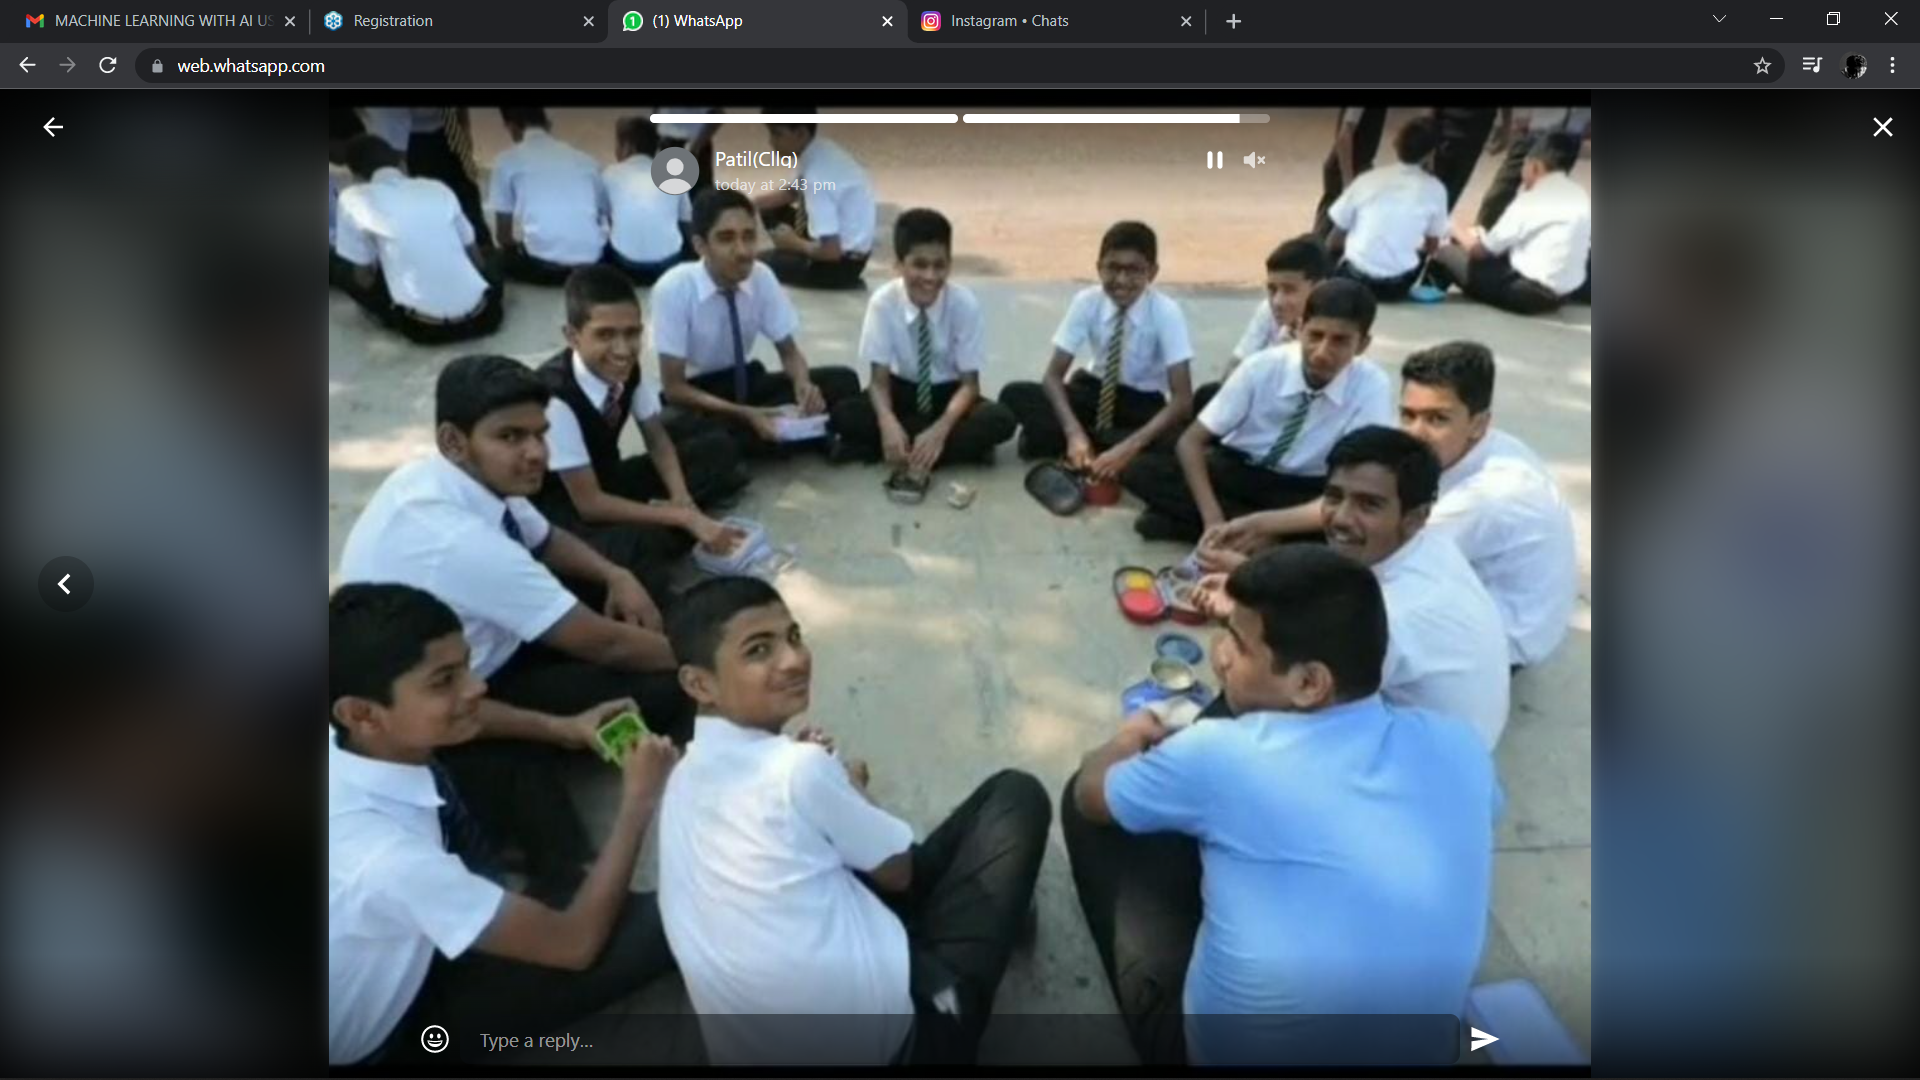 MACHINE LEARNING WITH AI US
Registration
(1) WhatsApp
Instagram • Chats
web.whatsapp.com
Patil(Cllg)
today at 2:43 pm
Type a reply...